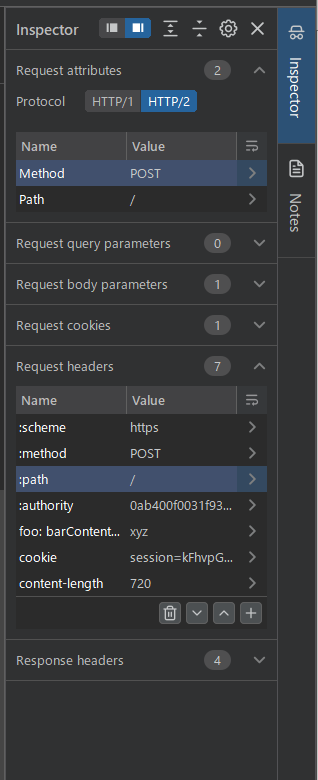 Inspector
Request attributes 2
Protocol HTTP/1 HTTP/2
Name Value
Method POST
Path /
Request query parameters 0
Request body parameters 1
Request cookies 1
Request headers 7
Name Value
:scheme https
:method POST
:path /
:authority 0ab400f0031f93...
foo: barConten... xyz
cookie session=kFhvpG...
content-length 720
Response headers 4
Inspector
Notes